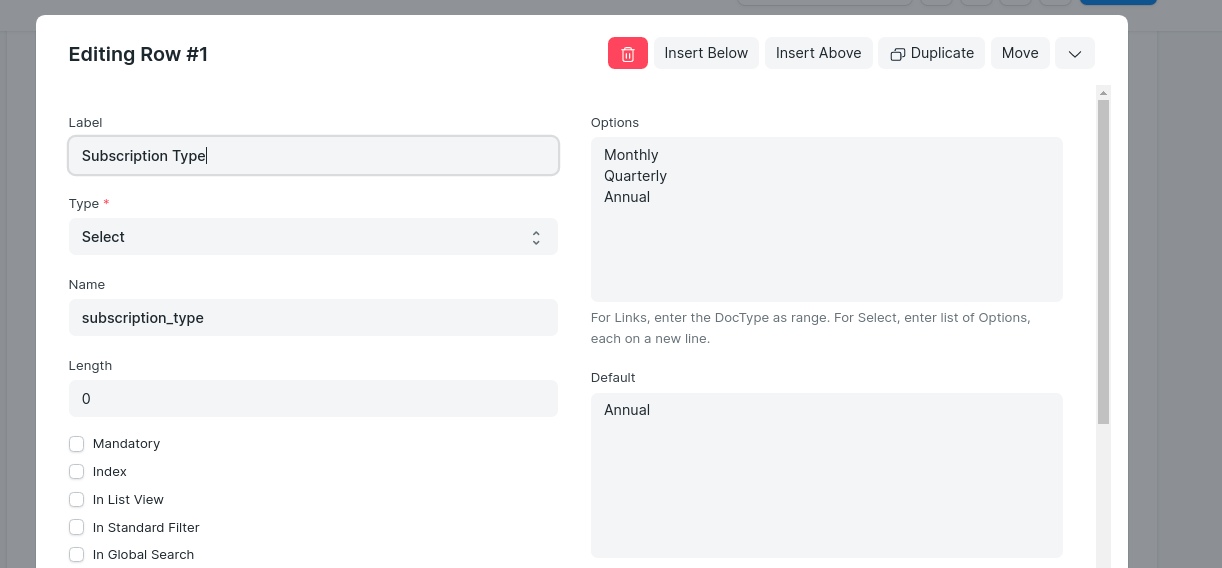 Editing Row #1
Insert Below
Insert Above
Duplicate
Move
Label
Subscription Type
Type *
Select
Name
subscription_type
Length
0
Mandatory
Index
In List View
In Standard Filter
In Global Search
Options
Monthly
Quarterly
Annual
For Links, enter the DocType as range. For Select, enter list of Options,
each on a new line.
Default
Annual